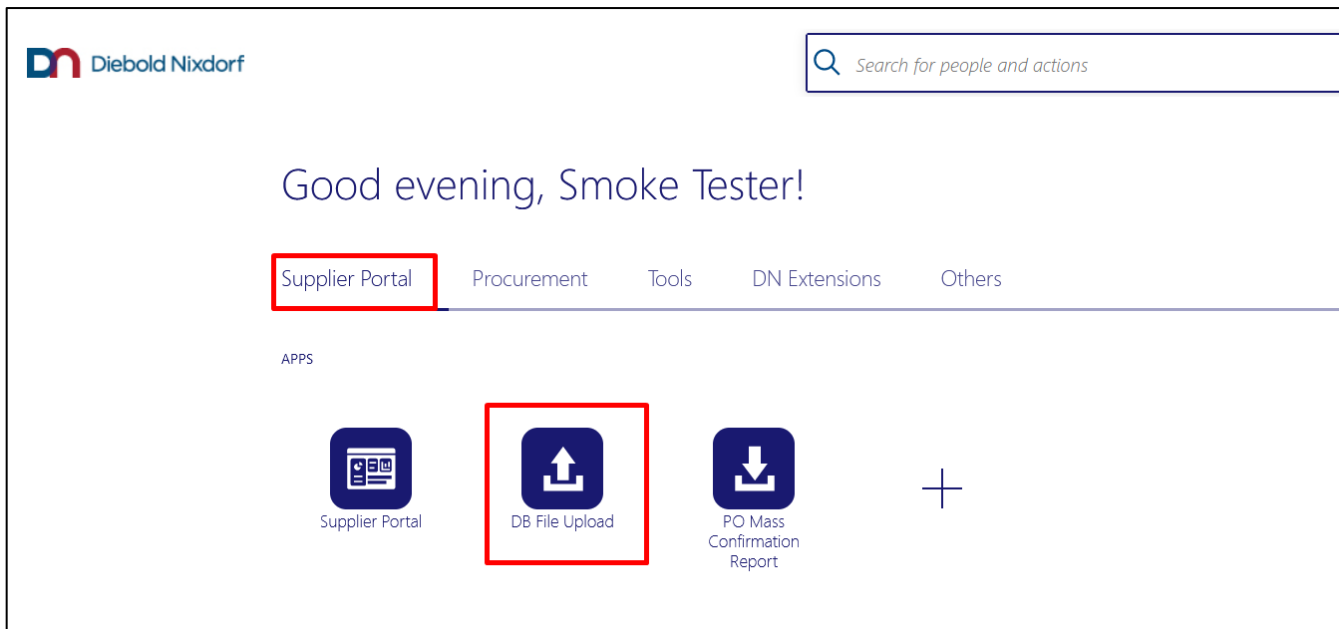 Diebold Nixdorf
Search for people and actions
Good evening, Smoke Tester!
Supplier Portal Procurement Tools DN Extensions Others
APPS
Supplier Portal
DB File Upload
PO Mass
Confirmation
Report